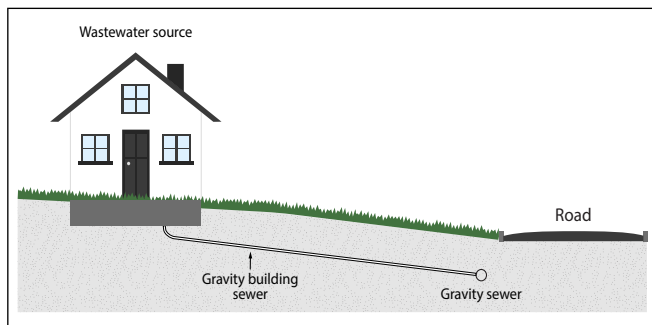 Wastewater source
Road
Gravity building
sewer
Gravity sewer